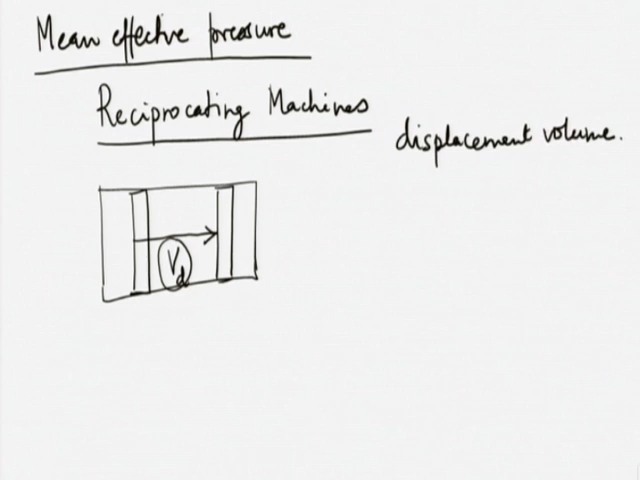 Mean effective pressure
Reciprocating Machines
displacement volume.
Vd